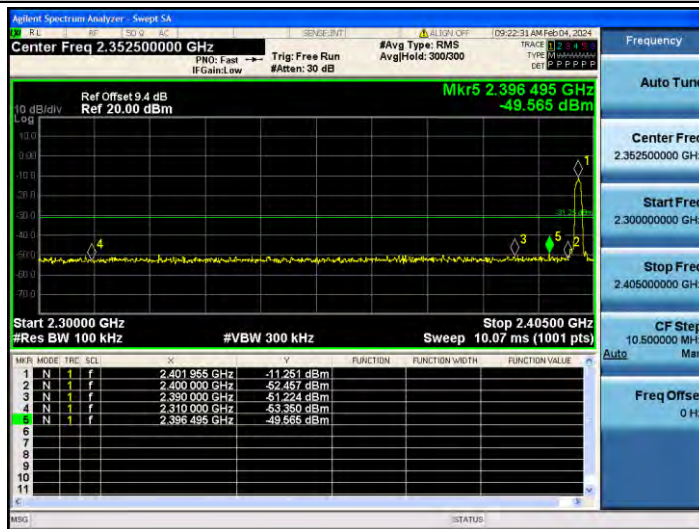 Agilent Spectrum Analyzer - Swept SA
RL RF 50 Ω AC SENSE:INT ALIGN OFF 09:22:31 AM Feb 04, 2024
Center Freq 2.352500000 GHz
PNO: Fast
IFGain:Low
Trig: Free Run
#Atten: 30 dB
#Avg Type: RMS
Avg|Hold: 300/300
TRACE 1 2 3 4 5 6
TYPE M
DET P P P P P P
Mkr5 2.396 495 GHz
-49.565 dBm
Ref Offset 9.4 dB
10 dB/div Ref 20.00 dBm
Log
10.0
0.00
-10.0
-20.0
-30.0
-40.0
-50.0
-60.0
-70.0
1
2
3
4
5
Start 2.30000 GHz Stop 2.40500 GHz
#Res BW 100 kHz #VBW 300 kHz Sweep 10.07 ms (1001 pts)
MKR MODE TRC SCL X Y FUNCTION FUNCTION WIDTH FUNCTION VALUE
1 N 1 f 2.401 955 GHz -11.251 dBm
2 N 1 f 2.400 000 GHz -52.457 dBm
3 N 1 f 2.390 000 GHz -51.224 dBm
4 N 1 f 2.310 000 GHz -53.350 dBm
5 N 1 f 2.396 495 GHz -49.565 dBm
6
7
8
9
10
11
MSG STATUS
Frequency
Auto Tune
Center Freq
2.352500000 GHz
Start Freq
2.300000000 GHz
Stop Freq
2.405000000 GHz
CF Step
10.500000 MHz
Auto Man
Freq Offset
0 Hz